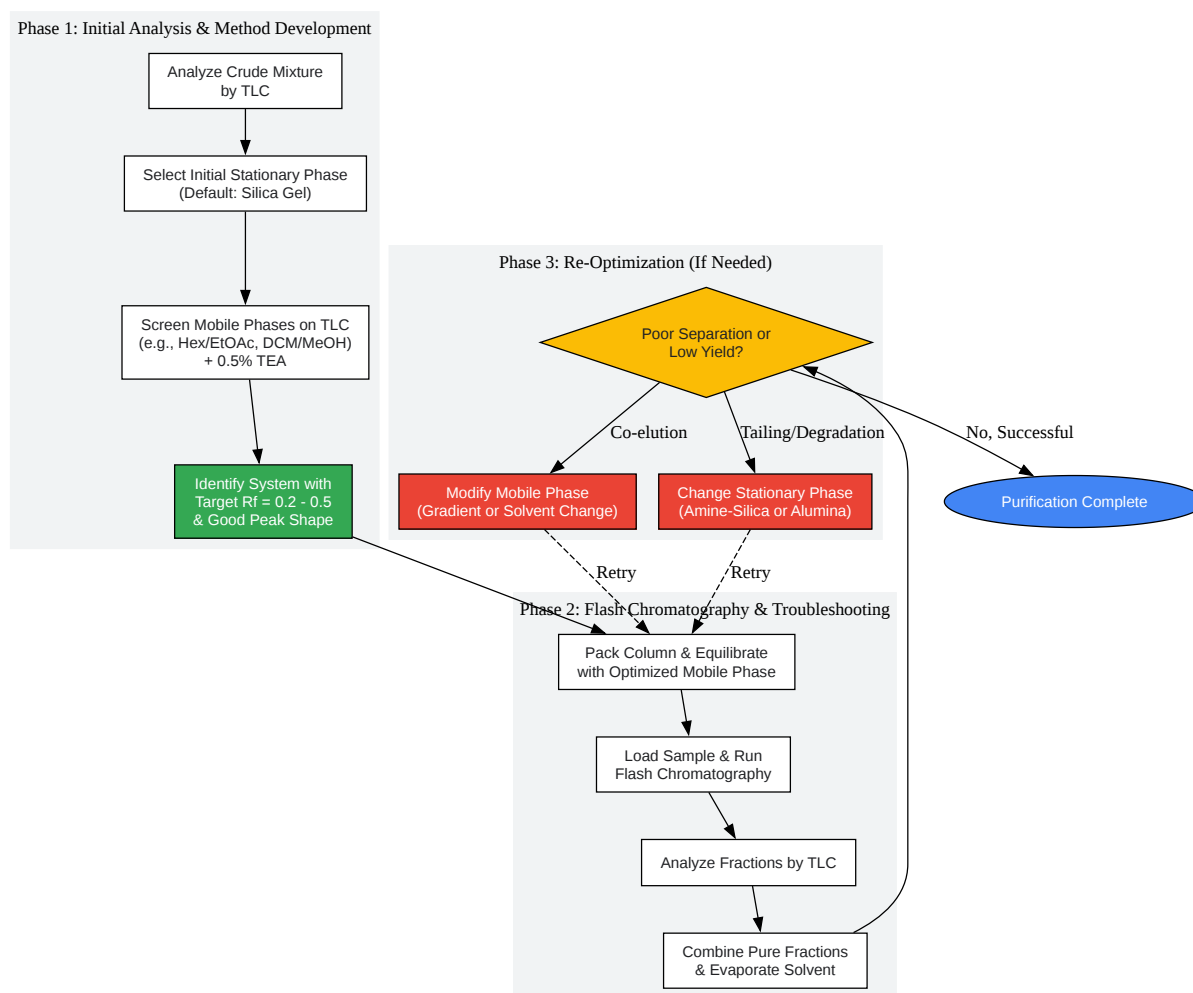 Phase 1: Initial Analysis & Method Development
Analyze Crude Mixture
by TLC
Select Initial Stationary Phase
(Default: Silica Gel)
Screen Mobile Phases on TLC
(e.g., Hex/EtOAc, DCM/MeOH)
+ 0.5% TEA
Identify System with
Target Rf = 0.2 - 0.5
& Good Peak Shape
Phase 3: Re-Optimization (If Needed)
Poor Separation or
Low Yield?
Co-elution
Tailing/Degradation
No, Successful
Modify Mobile Phase
(Gradient or Solvent Change)
Change Stationary Phase
(Amine-Silica or Alumina)
Purification Complete
Retry
Retry
Phase 2: Flash Chromatography & Troubleshooting
Pack Column & Equilibrate
with Optimized Mobile Phase
Load Sample & Run
Flash Chromatography
Analyze Fractions by TLC
Combine Pure Fractions
& Evaporate Solvent